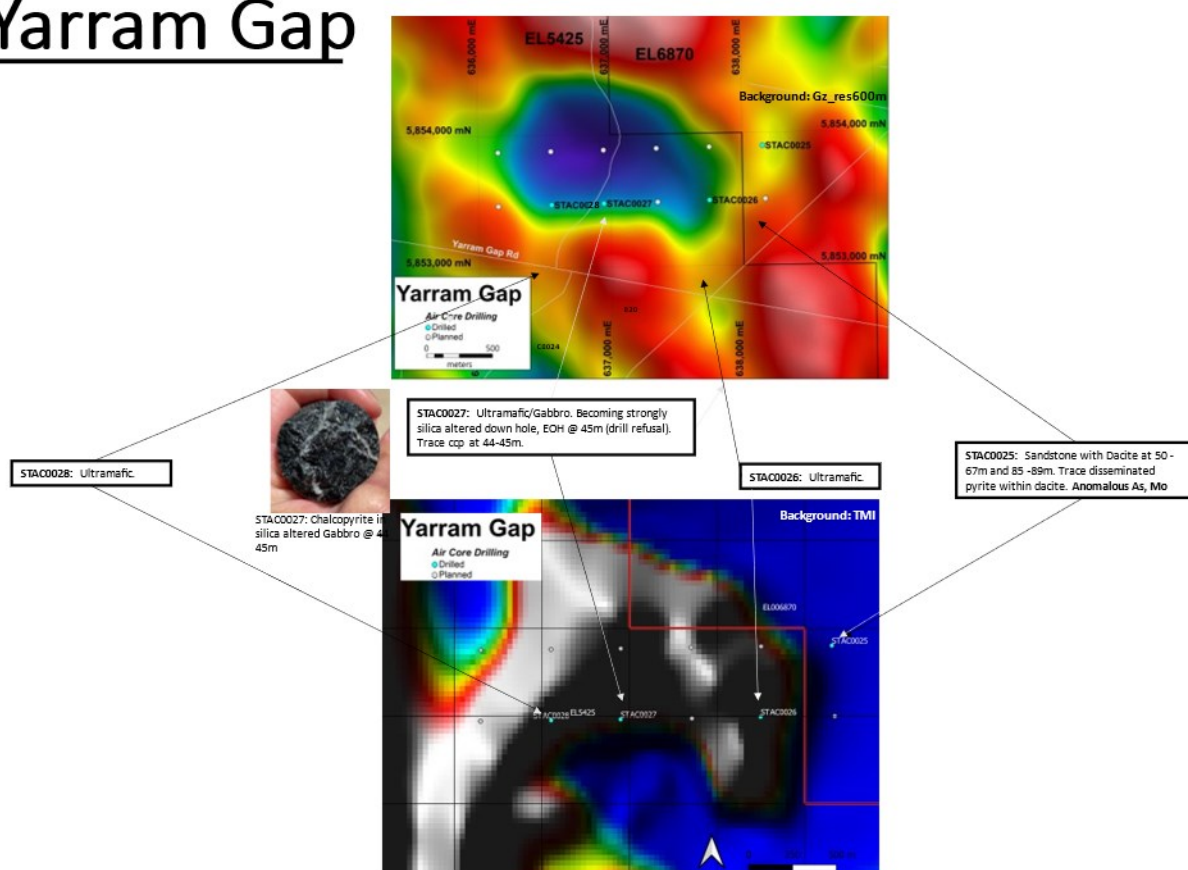 Yarram Gap
EL5425
EL6870
636,000 mE
637,000 mE
638,000 mE
Background: Gz_res600m
5,854,000 mN
5,854,000 mN
STAC0025
STAC0028
STAC0027
STAC0026
Yarram Gap Rd
5,853,000 mN
5,853,000 mN
Yarram Gap
Air Core Drilling
Drilled
Planned
0 500
meters
C0024
637,000 mE
638,000 mE
STAC0027: Ultramafic/Gabbro. Becoming strongly
silica altered down hole, EOH @ 45m (drill refusal).
Trace ccp at 44-45m.
STAC0028: Ultramafic.
STAC0026: Ultramafic.
STAC0025: Sandstone with Dacite at 50 -
67m and 85 -89m. Trace disseminated
pyrite within dacite. Anomalous As, Mo
STAC0027: Chalcopyrite in
silica altered Gabbro @ 44
45m
Yarram Gap
Air Core Drilling
Drilled
Planned
Background: TMI
EL006870
STAC0025
STAC0028
EL5425
STAC0027
STAC0026